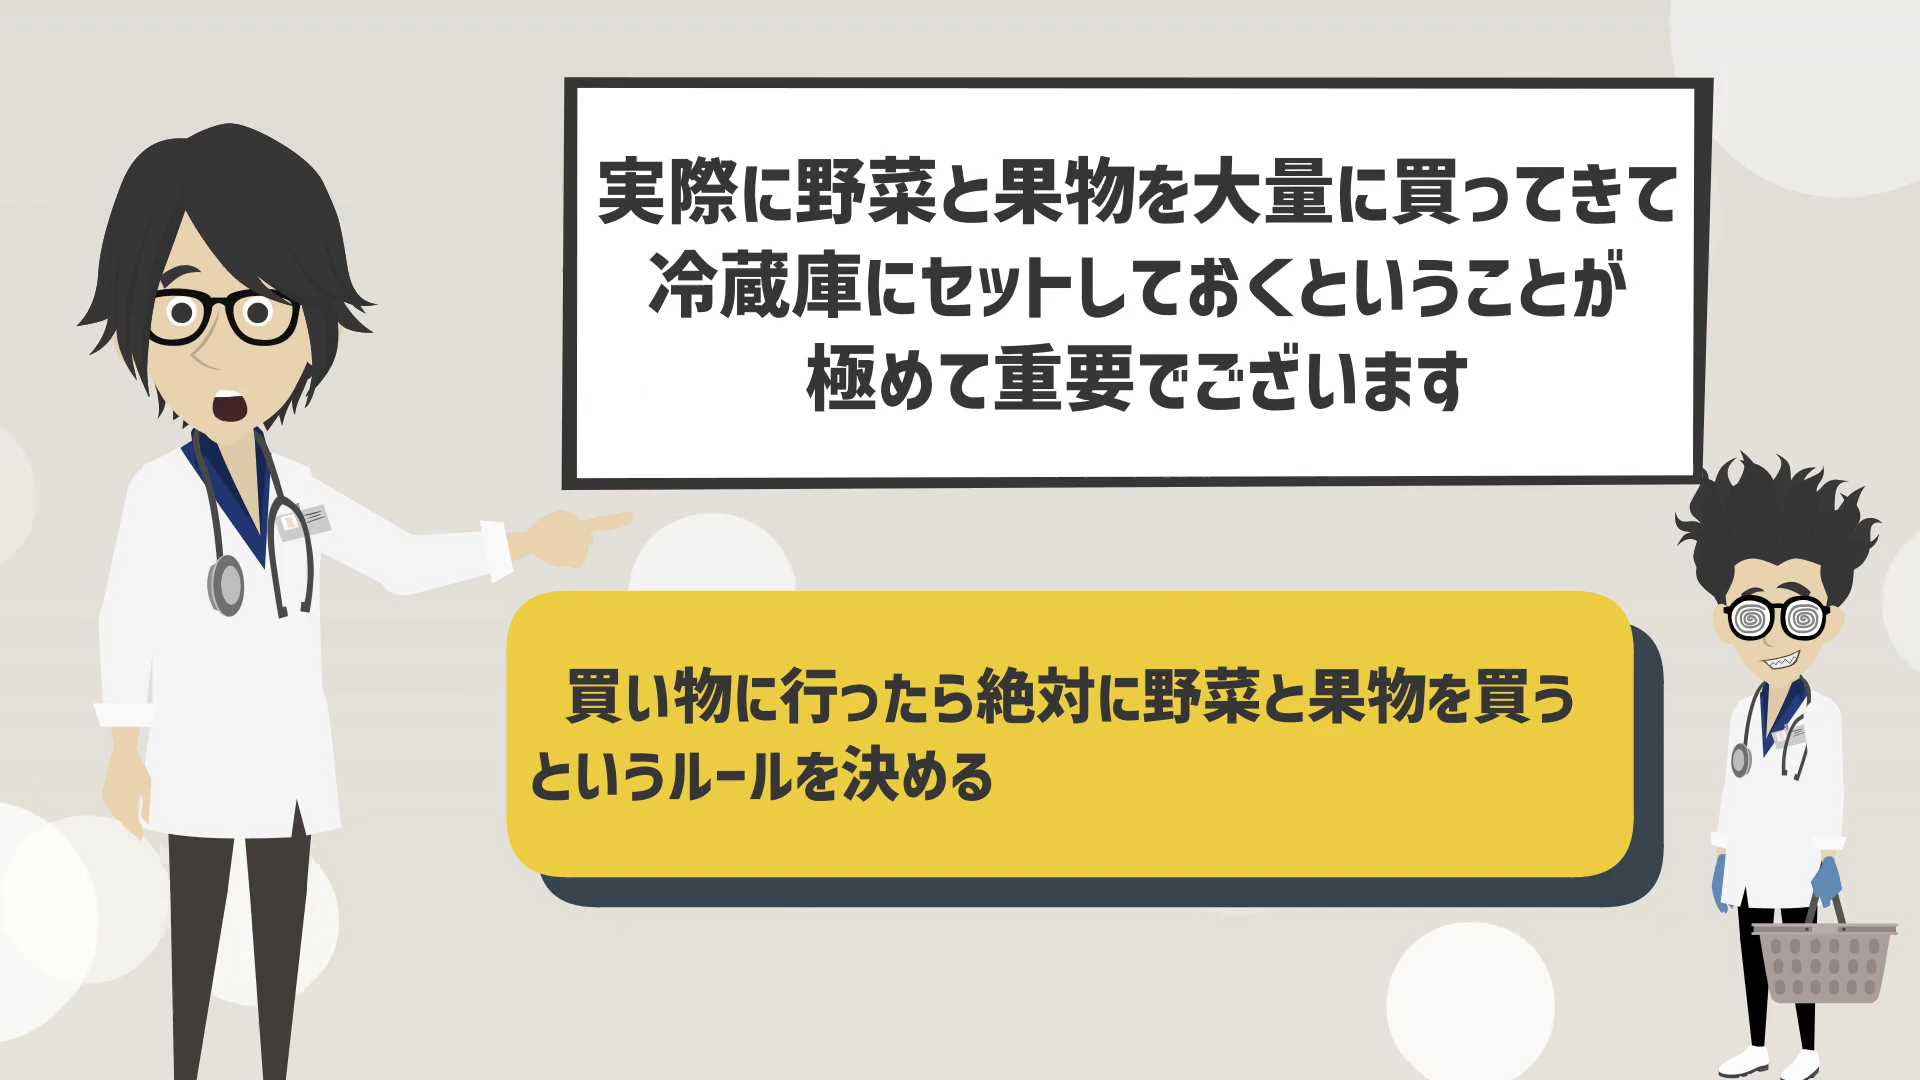 実際に野菜と果物を大量に買ってきて
冷蔵庫にセットしておくということが
極めて重要でございます
買い物に行ったら絶対に野菜と果物を買う
というルールを決める